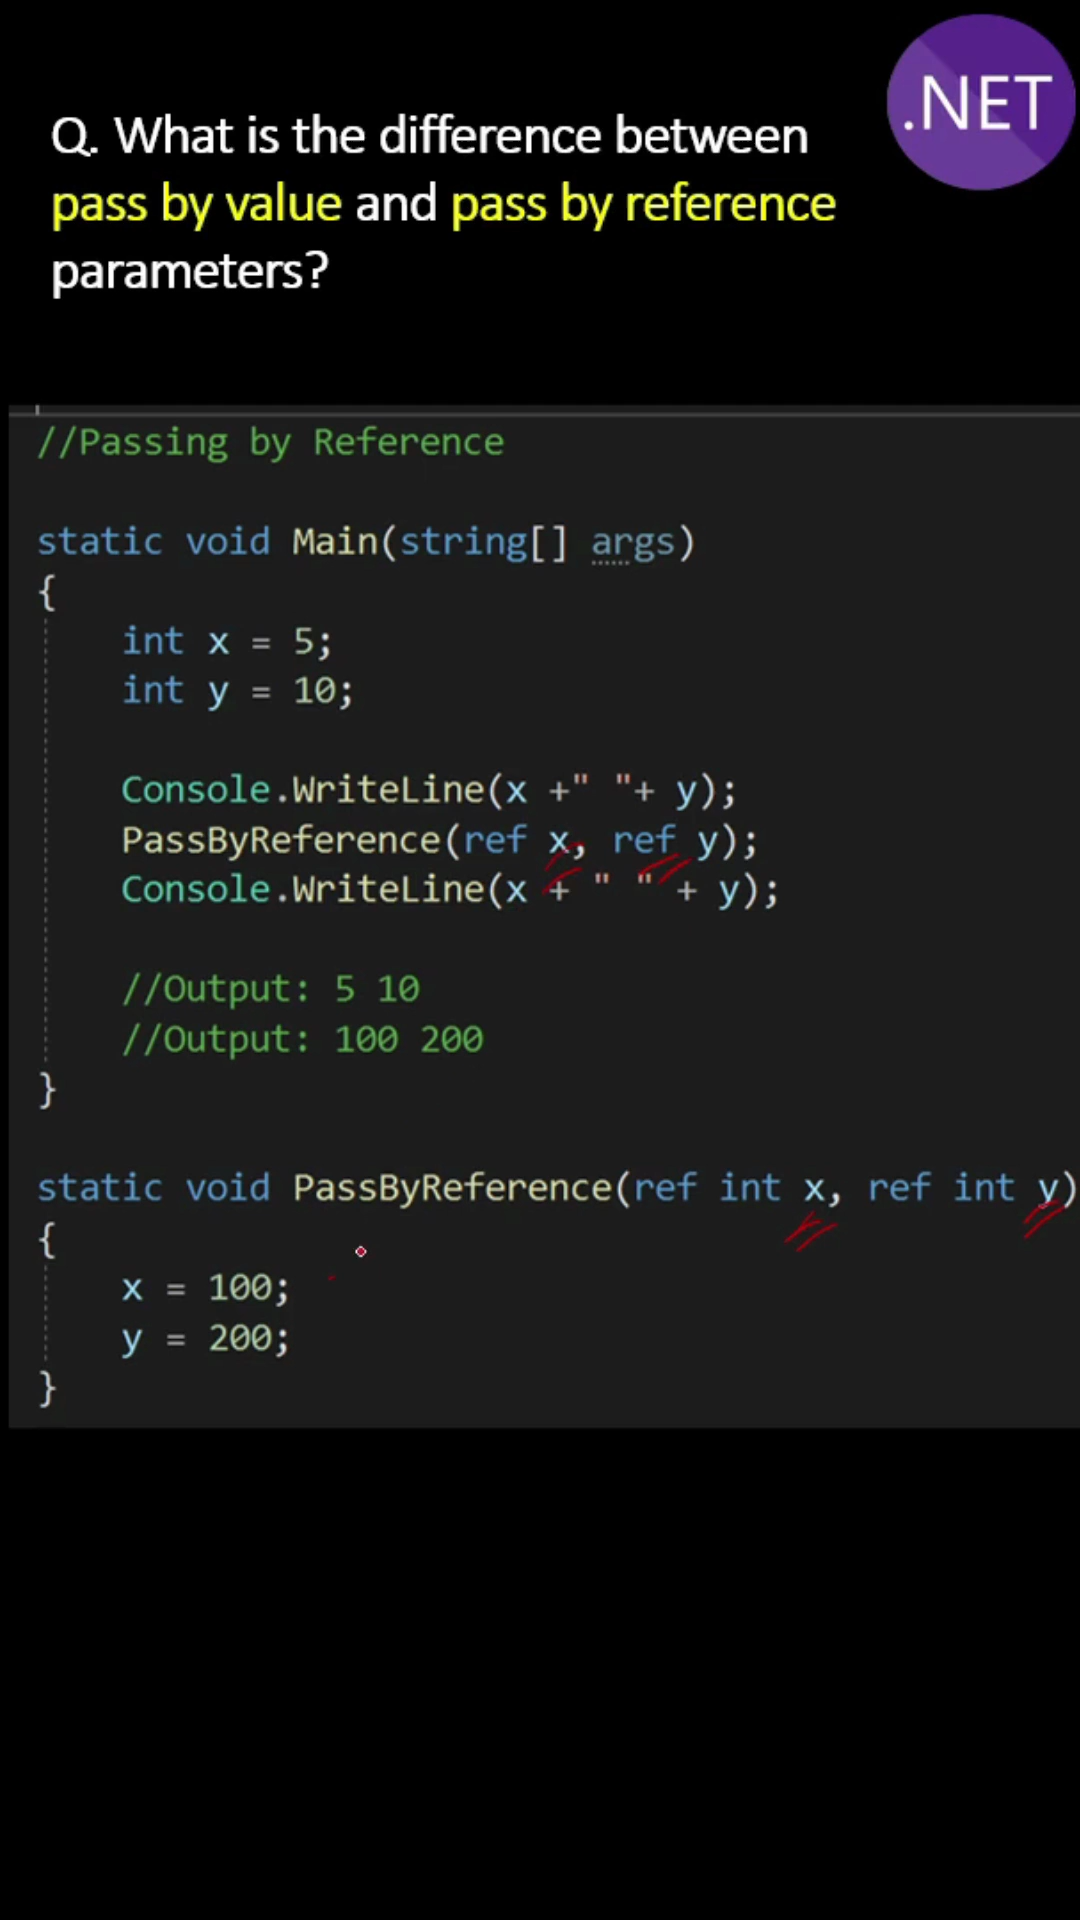 .NET
Q. What is the difference between
pass by value and pass by reference
parameters?
//Passing by Reference
static void Main(string[] args)
{
int x = 5;
int y = 10;
Console.WriteLine(x +" "+ y);
PassByReference(ref x, ref y);
Console.WriteLine(x + " " + y);
//Output: 5 10
//Output: 100 200
}
static void PassByReference(ref int x, ref int y)
{
x = 100;
y = 200;
}